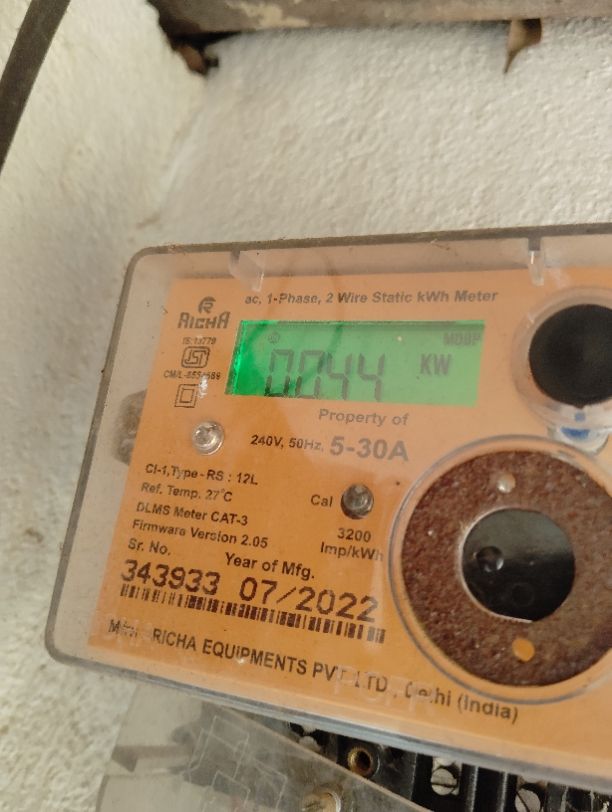 ac, 1-Phase, 2 Wire Static kWh Meter
RICHA
IS:13779
MDBP
KW
Property of
240V, 50Hz, 5-30A
Cl-1, Type - RS : 12L
Ref. Temp. 27°C
DLMS Meter CAT-3
Firmware Version 2.05
Cal
3200
Imp/kWh
Sr. No.
Year of Mfg.
343933 07/2022
RICHA EQUIPMENTS PVT LTD., Delhi (India)